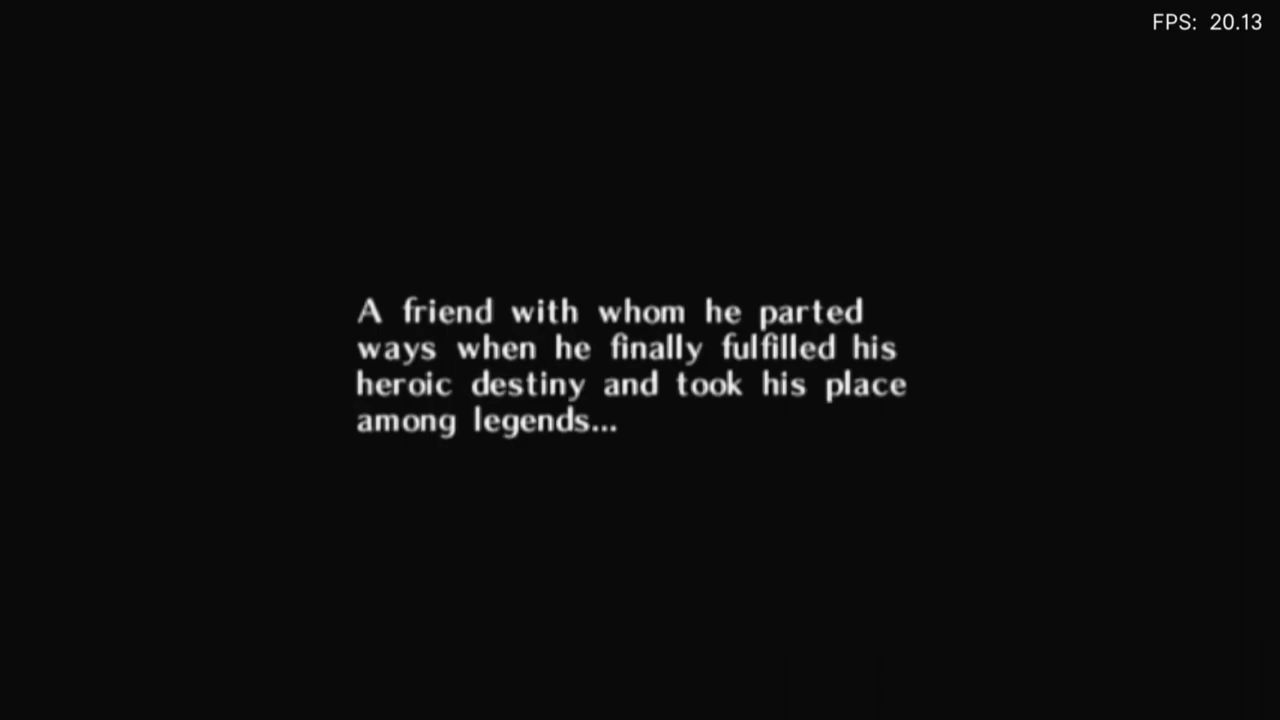 FPS: 20.13
A friend with whom he parted
ways when he finally fulfilled his
heroic destiny and took his place
among legends...